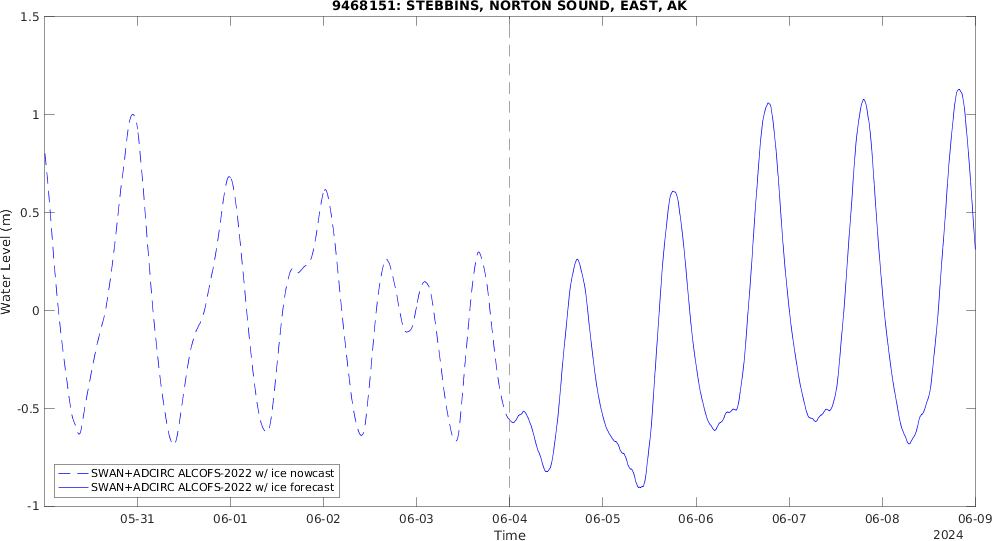 9468151: STEBBINS, NORTON SOUND, EAST, AK
1.5
1
0.5
0
-0.5
-1
Water Level (m)
SWAN+ADCIRC ALCOFS-2022 w/ ice nowcast
SWAN+ADCIRC ALCOFS-2022 w/ ice forecast
05-31 06-01 06-02 06-03 06-04 06-05 06-06 06-07 06-08 06-09
Time
2024